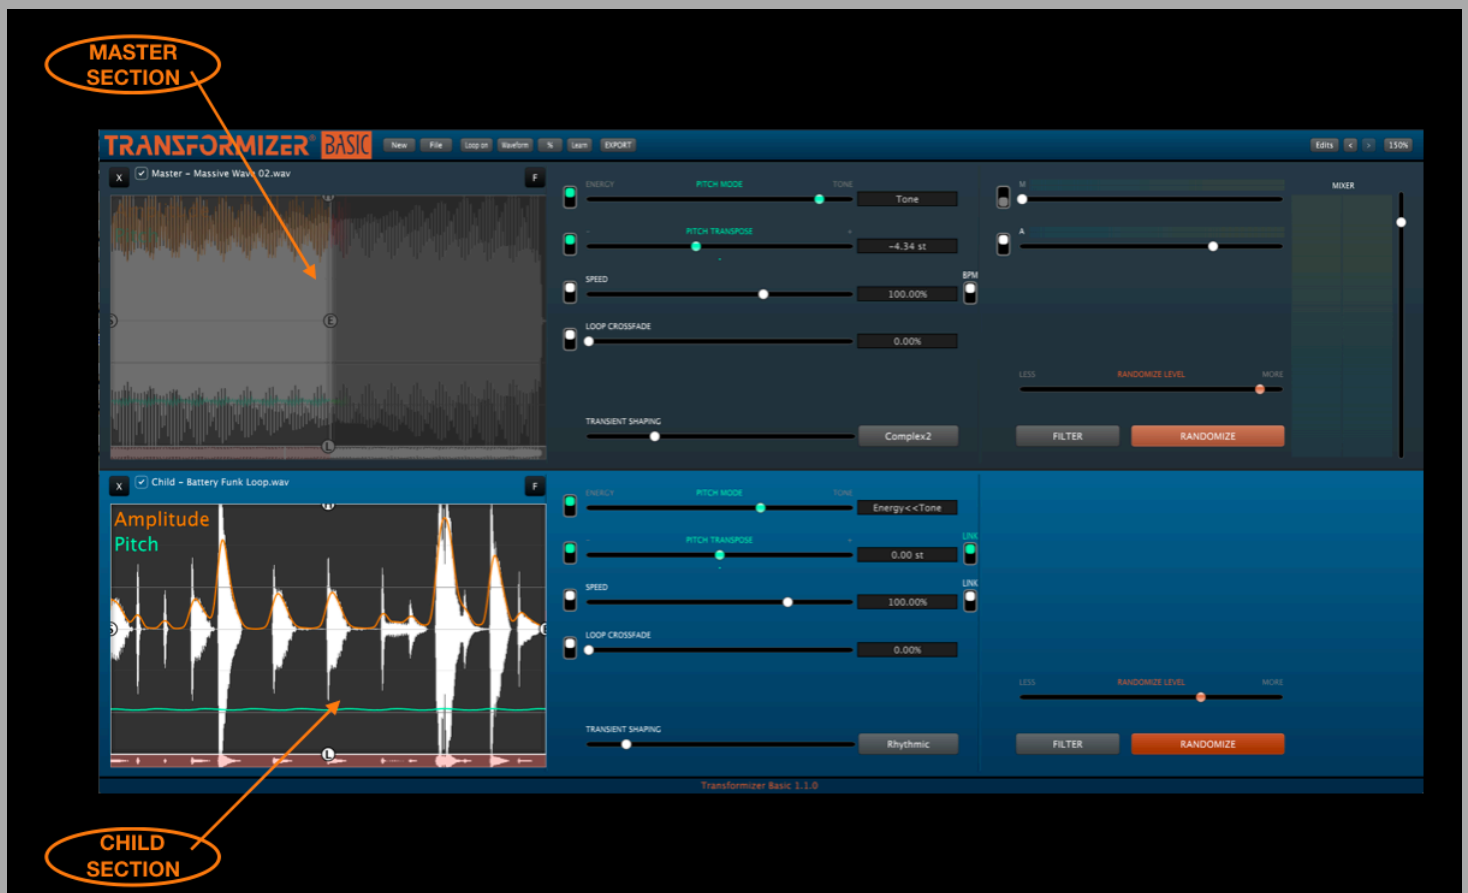 MASTER
SECTION
TRANSFORMIZER® BASIC New File Loop on Waveform % Learn EXPORT Edits < > 150%
X Master - Massive Wave 02.wav F
ENERGY PITCH MODE TONE Tone
- PITCH TRANSPOSE + -4.34 st
SPEED 100.00% BPM
LOOP CROSSFADE 0.00%
TRANSIENT SHAPING Complex2
M
A
MIXER
LESS RANDOMIZE LEVEL MORE
FILTER RANDOMIZE
E
L
X Child - Battery Funk Loop.wav F
Amplitude
Pitch
L
ENERGY PITCH MODE TONE Energy<<Tone
- PITCH TRANSPOSE + 0.00 st LINK
SPEED 100.00% LINK
LOOP CROSSFADE 0.00%
TRANSIENT SHAPING Rhythmic
LESS RANDOMIZE LEVEL MORE
FILTER RANDOMIZE
Transformizer Basic 1.1.0
CHILD
SECTION